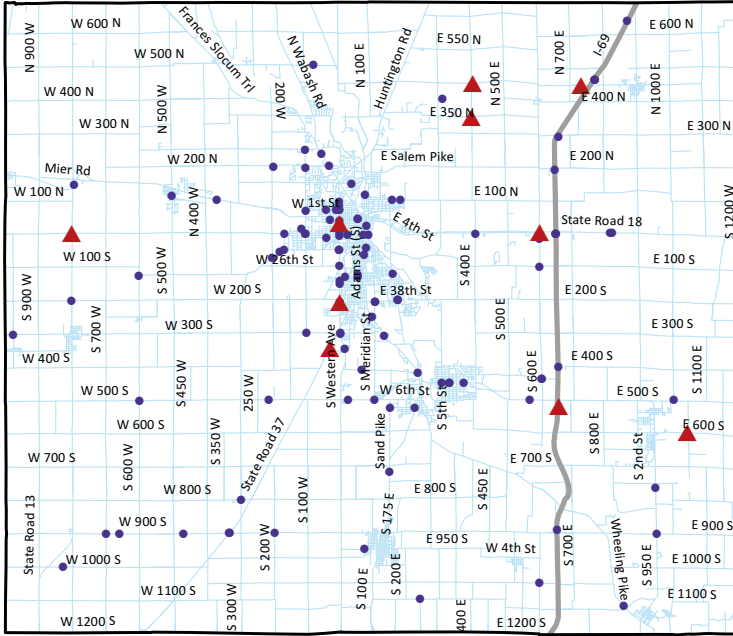 W 600 N
E 550 N
E 600 N
N 900 W
Frances Slocum Trl
N Wabash Rd
N 100 E
Huntington Rd
N 700 E
I-69
W 500 N
N 500 W
200 W
N 500 E
N 1000 E
W 400 N
E 350 N
E 400 N
W 300 N
E 300 N
Mier Rd
W 200 N
E Salem Pike
E 200 N
W 100 N
N 400 W
W 1st St
E 100 N
S 1200 W
E 4th St
State Road 18
W 100 S
S 500 W
W 26th St
Adams St (S)
S 400 E
E 100 S
S 900 W
W 200 S
E 38th St
E 200 S
S 700 W
W 300 S
S Western Ave
S Meridian St
S 500 E
E 300 S
W 400 S
E 400 S
S 1100 E
S 450 W
W 500 S
250 W
W 6th St
S 5th St
S 600 E
E 500 S
W 600 S
S 350 W
State Road 37
Sand Pike
S 800 E
S 2nd St
E 600 S
W 700 S
S 600 W
E 700 S
W 800 S
S 100 W
E 800 S
S 450 E
State Road 13
W 900 S
S 200 W
S 175 E
E 950 S
W 4th St
S 700 E
Wheeling Pike
E 900 S
W 1000 S
S 950 E
E 1000 S
W 1100 S
S 300 W
S 100 E
S 200 E
E 1100 S
W 1200 S
400 E
E 1200 S